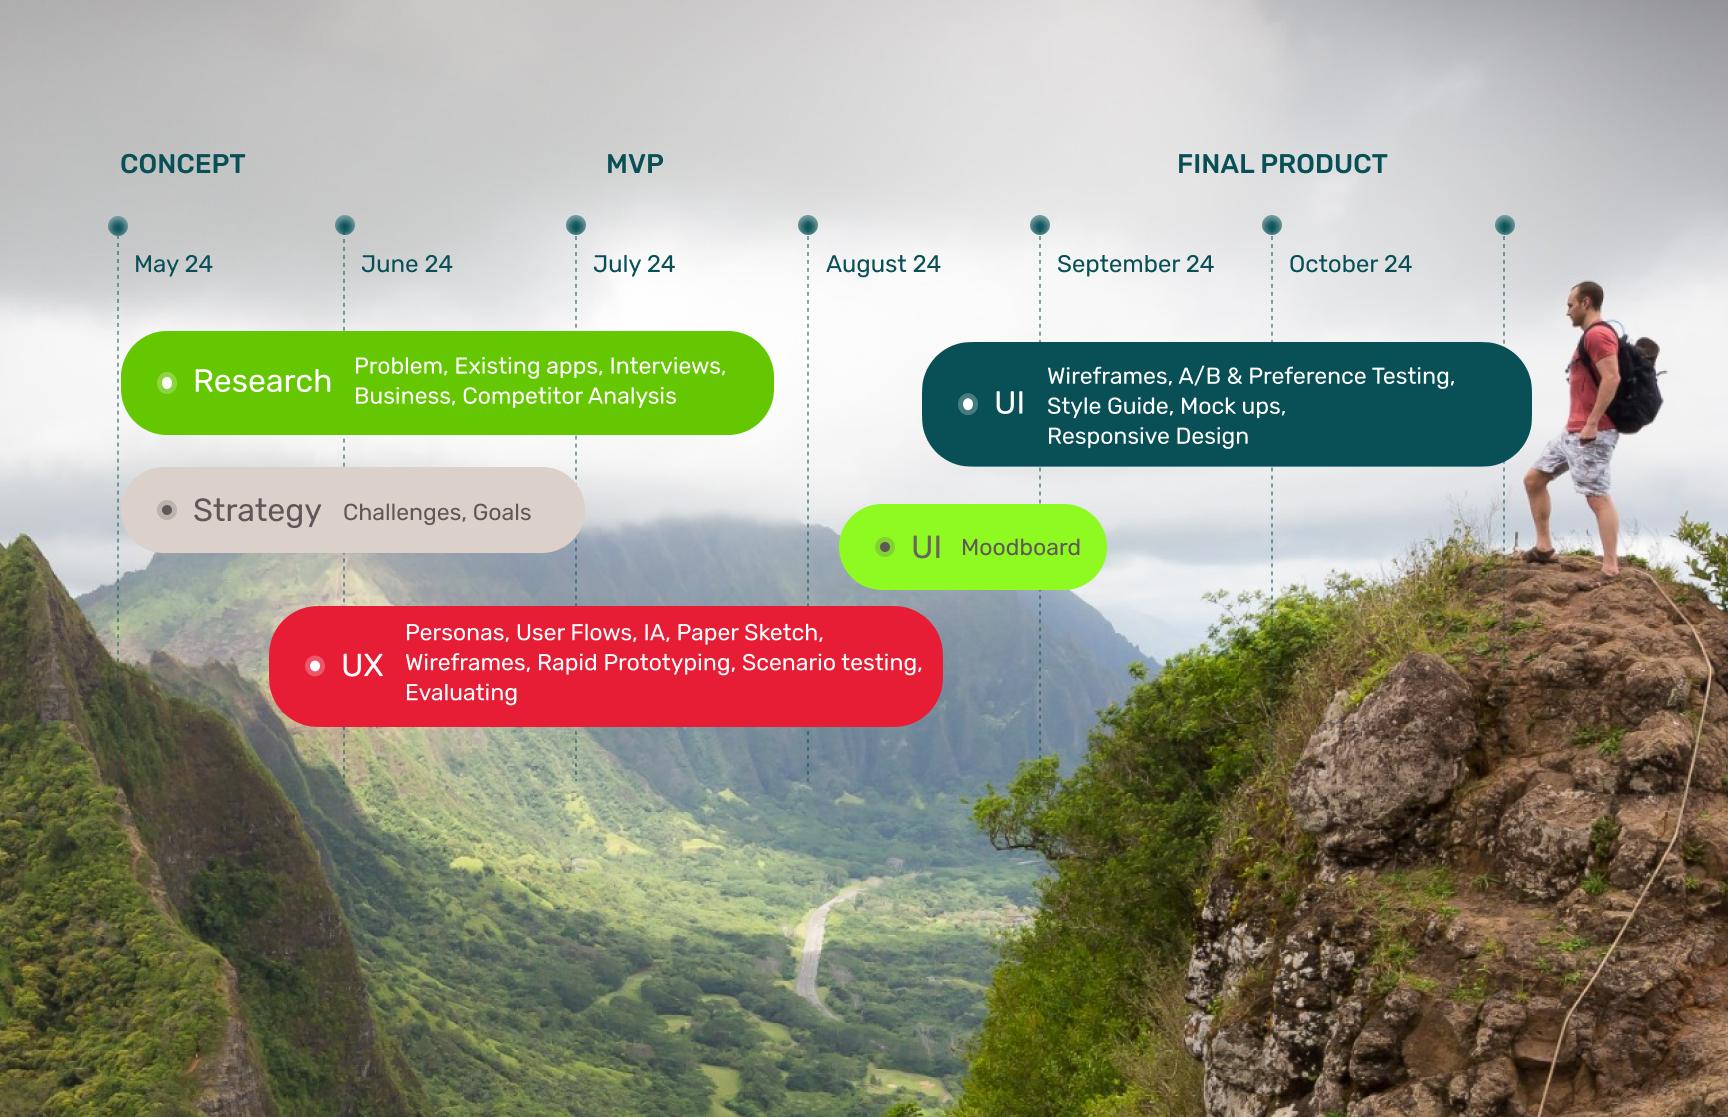 CONCEPT
MVP
FINAL PRODUCT
May 24
June 24
July 24
August 24
September 24
October 24
Research
Problem, Existing apps, Interviews,
Business, Competitor Analysis
UI
Wireframes, A/B & Preference Testing,
Style Guide, Mock ups,
Responsive Design
Strategy
Challenges, Goals
UI
Moodboard
UX
Personas, User Flows, IA, Paper Sketch,
Wireframes, Rapid Prototyping, Scenario testing,
Evaluating